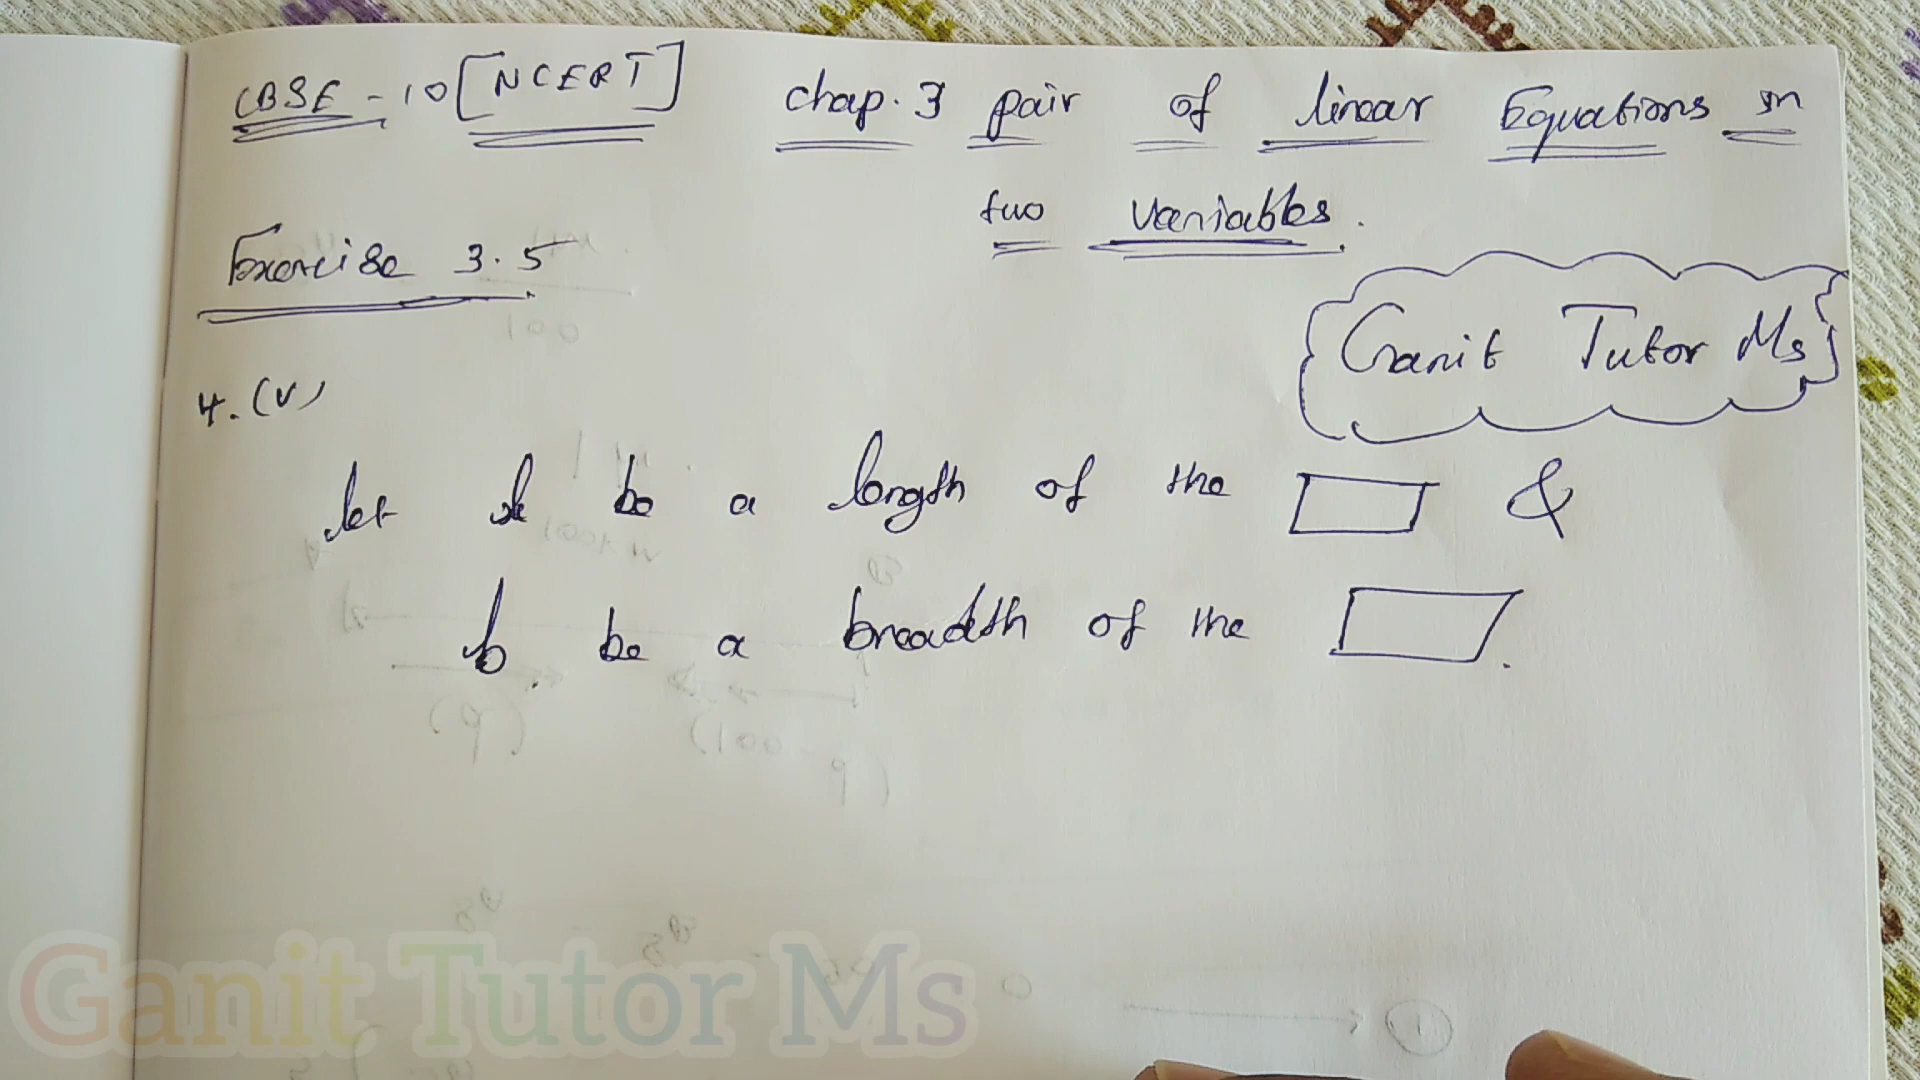 CBSE - 10 [NCERT] chap. 3 pair of linear Equations in
two variables.
Exercise 3.5
Ganit Tutor Ms
4. (v)
let l be a length of the &
b be a breadth of the .
Ganit Tutor Ms